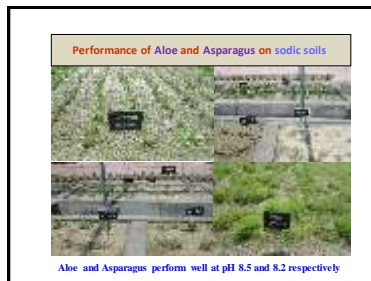 Performance of Aloe and Asparagus on sodic soils
Aloe and Asparagus perform well at pH 8.5 and 8.2 respectively